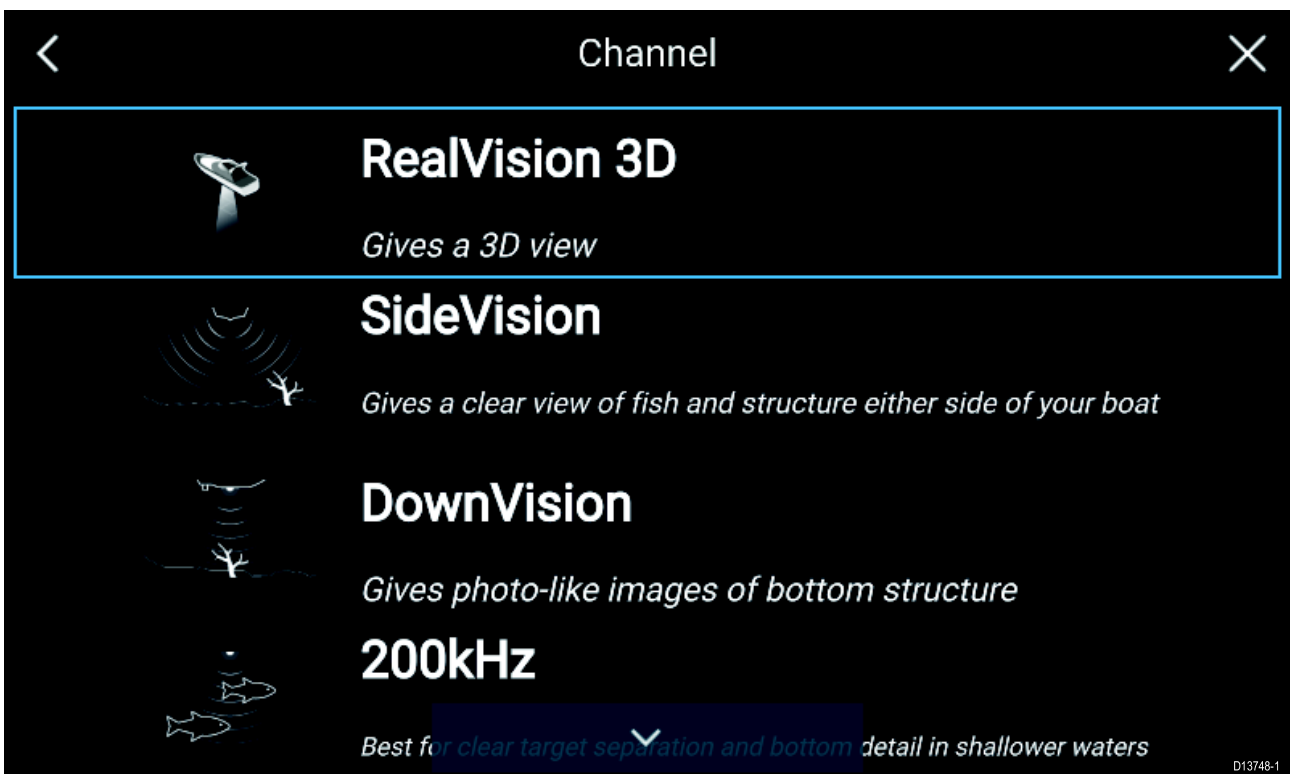 Channel
RealVision 3D
Gives a 3D view
SideVision
Gives a clear view of fish and structure either side of your boat
DownVision
Gives photo-like images of bottom structure
200kHz
Best for clear target separation and bottom detail in shallower waters
D13748-1